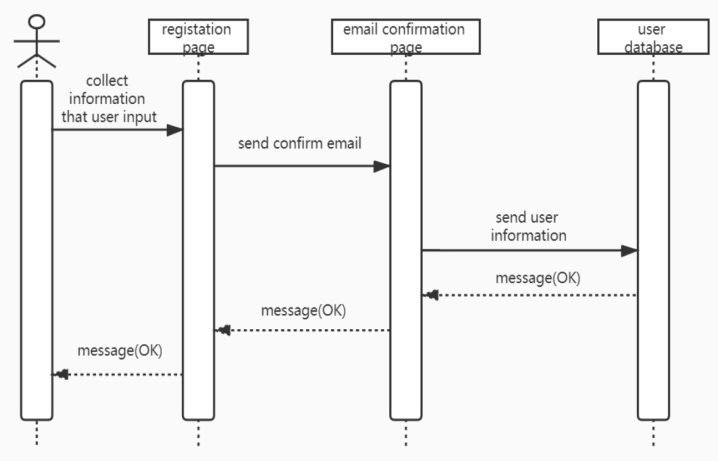 registation
page
email confirmation
page
user
database
collect
information
that user input
send confirm email
send user
information
message(OK)
message(OK)
message(OK)